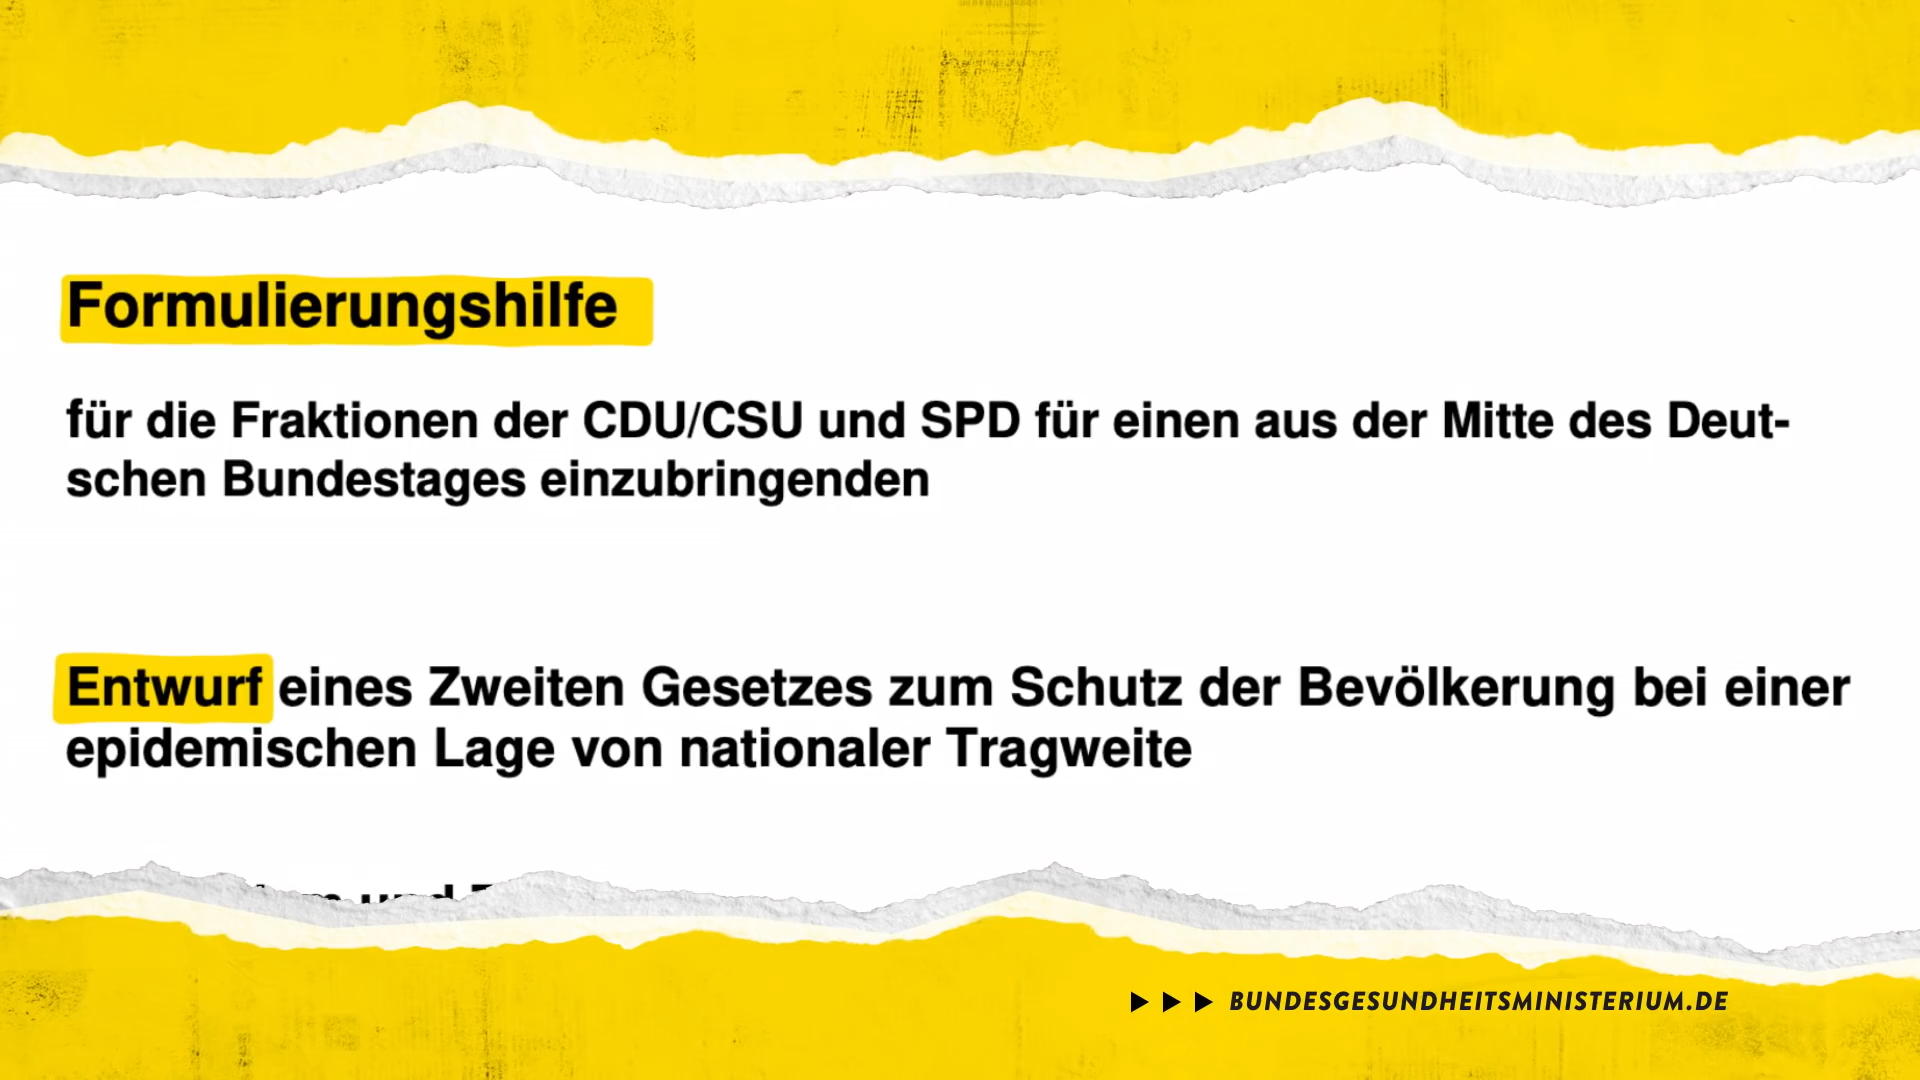 Formulierungshilfe
für die Fraktionen der CDU/CSU und SPD für einen aus der Mitte des Deut-
schen Bundestages einzubringenden
Entwurf eines Zweiten Gesetzes zum Schutz der Bevölkerung bei einer
epidemischen Lage von nationaler Tragweite
und
BUNDESGESUNDHEITSMINISTERIUM.DE